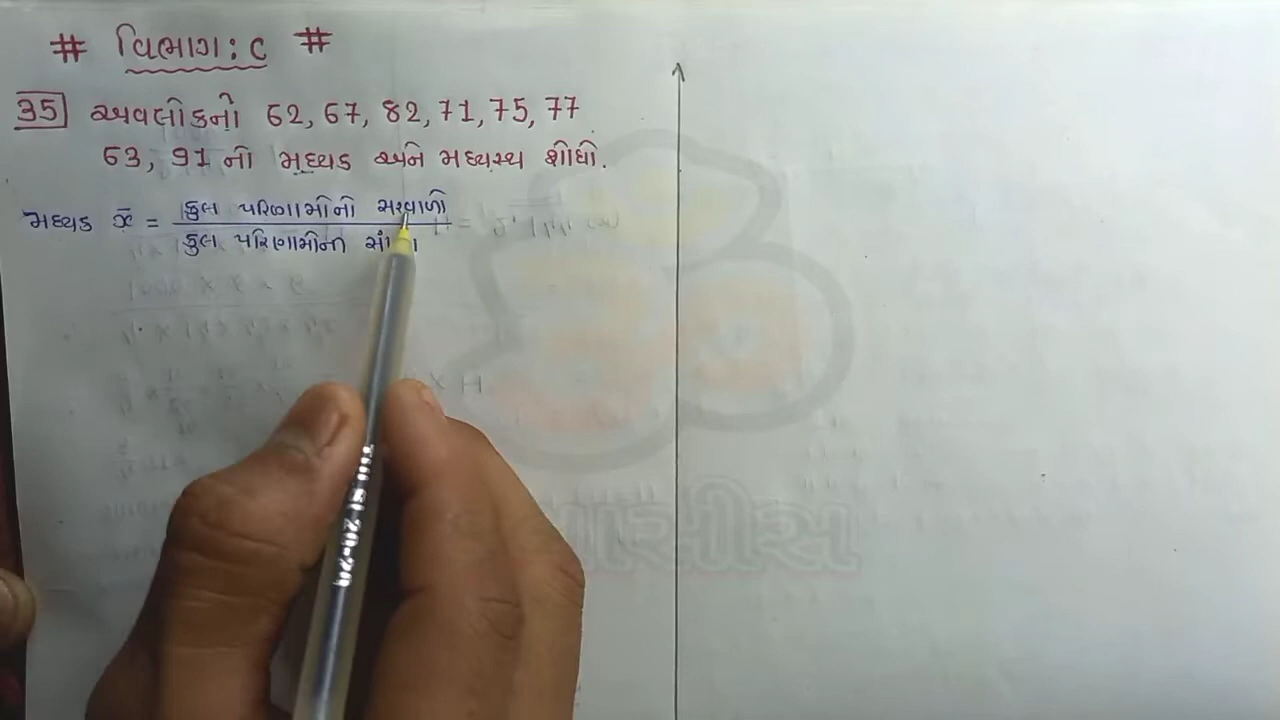 # વિભાગ: C #
35 અવલોકનો 62, 67, 82, 71, 75, 77
63, 91 નો મધ્યક અને મધ્યસ્થ શોધો.
મધ્યક x̄ = કુલ પરિણામોનો સરવાળો
કુલ પરિણામોની